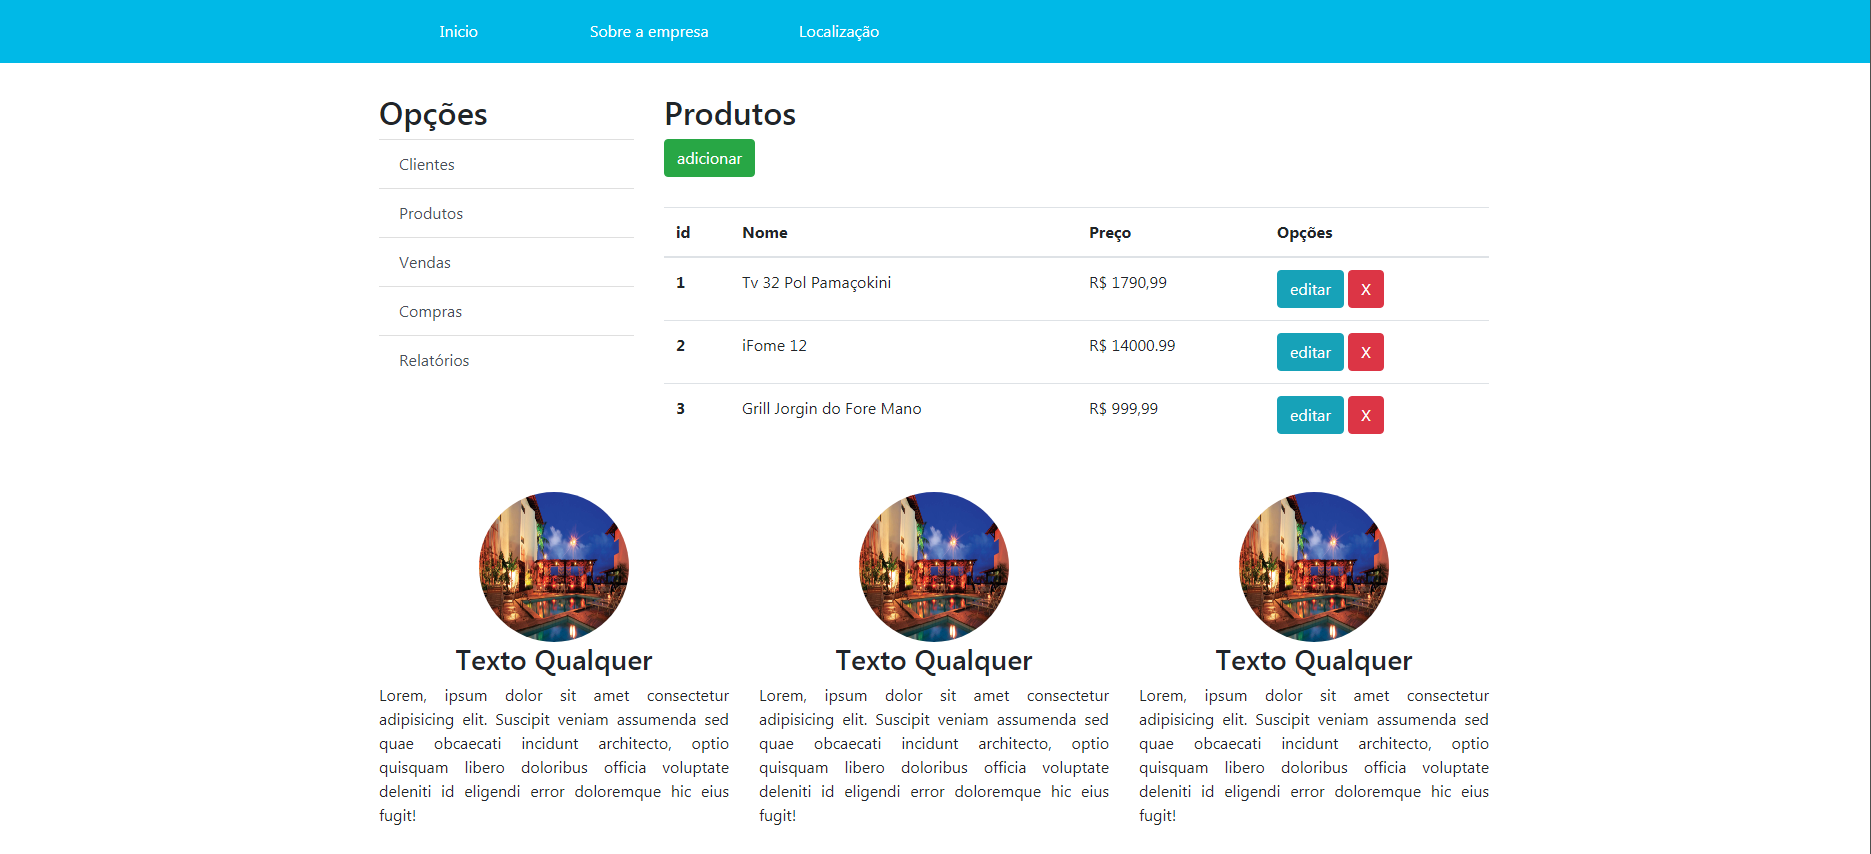 Inicio Sobre a empresa Localização
Opções
Clientes
Produtos
Vendas
Compras
Relatórios
Produtos
adicionar
id Nome Preço Opções
1 Tv 32 Pol Pamaçokini R$ 1790,99 editar X
2 iFome 12 R$ 14000.99 editar X
3 Grill Jorgin do Fore Mano R$ 999,99 editar X
Texto Qualquer
Lorem, ipsum dolor sit amet consectetur
adipisicing elit. Suscipit veniam assumenda sed
quae obcaecati incidunt architecto, optio
quisquam libero doloribus officia voluptate
deleniti id eligendi error doloremque hic eius
fugit!
Texto Qualquer
Lorem, ipsum dolor sit amet consectetur
adipisicing elit. Suscipit veniam assumenda sed
quae obcaecati incidunt architecto, optio
quisquam libero doloribus officia voluptate
deleniti id eligendi error doloremque hic eius
fugit!
Texto Qualquer
Lorem, ipsum dolor sit amet consectetur
adipisicing elit. Suscipit veniam assumenda sed
quae obcaecati incidunt architecto, optio
quisquam libero doloribus officia voluptate
deleniti id eligendi error doloremque hic eius
fugit!